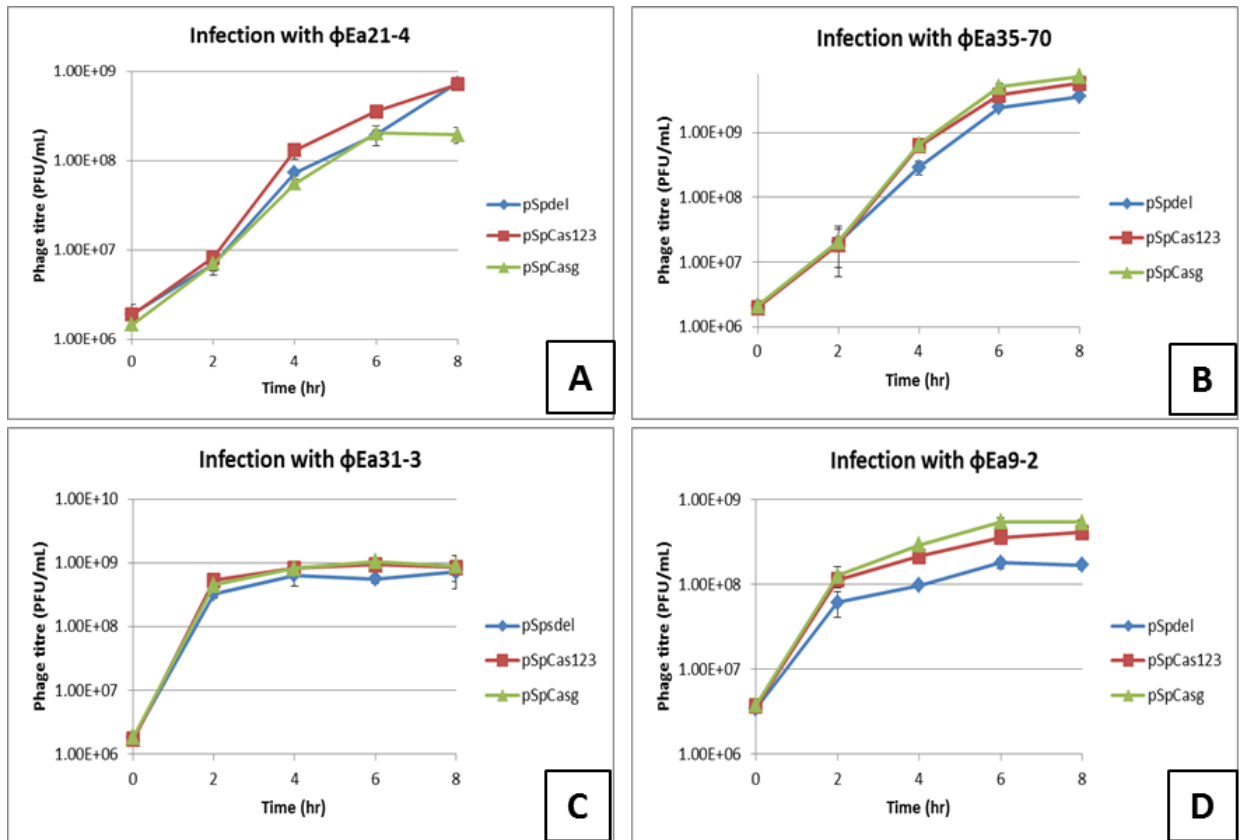 Infection with ϕEa21-4
Phage titre (PFU/mL)
1.00E+09
1.00E+08
1.00E+07
1.00E+06
0 2 4 6 8
Time (hr)
pSpdel
pSpCas123
pSpCasg
A
Infection with ϕEa35-70
Phage titre (PFU/mL)
1.00E+09
1.00E+08
1.00E+07
1.00E+06
0 2 4 6 8
Time (hr)
pSpdel
pSpCas123
pSpCasg
B
Infection with ϕEa31-3
Phage titre (PFU/mL)
1.00E+10
1.00E+09
1.00E+08
1.00E+07
1.00E+06
0 2 4 6 8
Time (hr)
pSpsdel
pSpCas123
pSpCasg
C
Infection with ϕEa9-2
Phage titre (PFU/mL)
1.00E+09
1.00E+08
1.00E+07
1.00E+06
0 2 4 6 8
Time (hr)
pSpdel
pSpCas123
pSpCasg
D